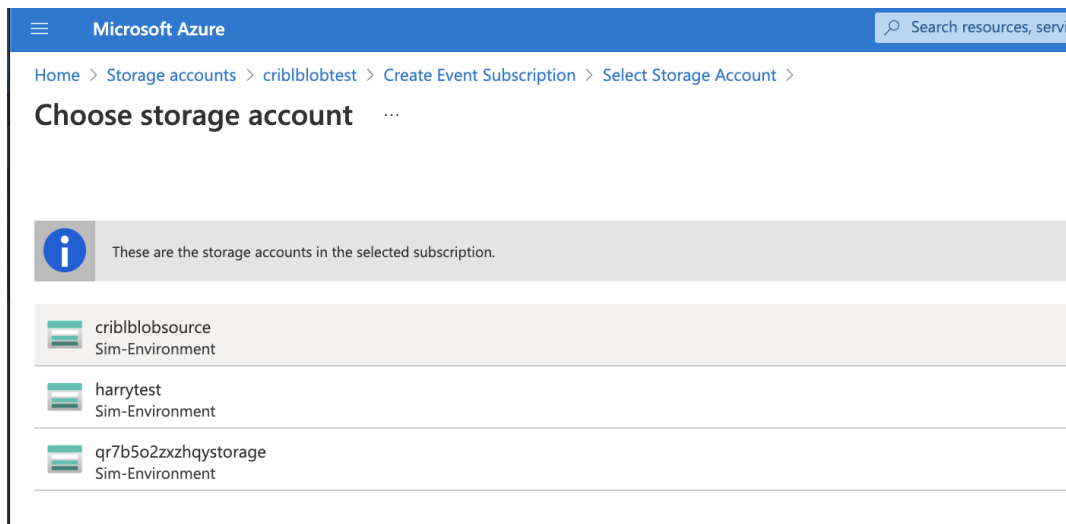 Microsoft Azure
Search resources, servi
Home > Storage accounts > criblblobtest > Create Event Subscription > Select Storage Account >
Choose storage account ...
These are the storage accounts in the selected subscription.
criblblobsource
Sim-Environment
harrytest
Sim-Environment
qr7b5o2zxzhqystorage
Sim-Environment